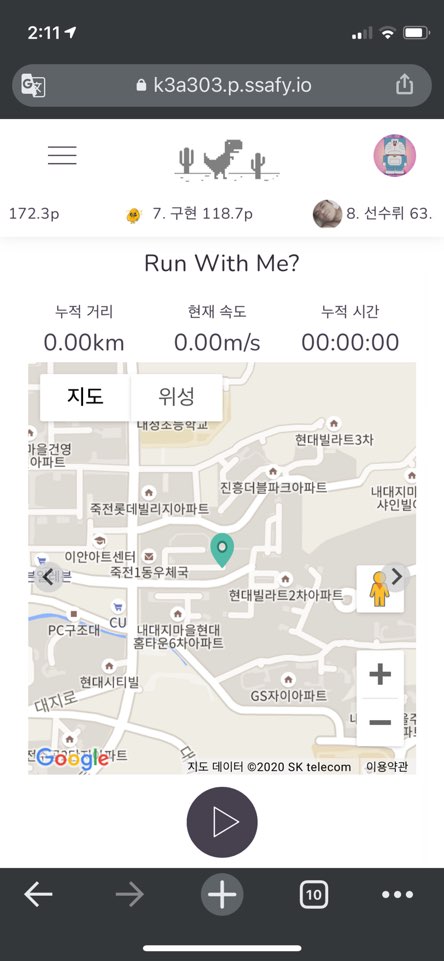 2:11
k3a303.p.ssafy.io
172.3p 7. 구현 118.7p 8. 선수뤼 63.
Run With Me?
누적 거리 현재 속도 누적 시간
0.00km 0.00m/s 00:00:00
지도 위성
대청초등학교
현대빌라트3차
마을건영
아파트
진흥더블파크아파트
내대지마
샤인빌
죽전롯데빌리지아파트
이안아트센터
죽전1동우체국
현대빌라트2차아파트
CU
PC구조대
내대지마을현대
홈타운6차아파트
현대시티빌
GS자이아파트
대지로
Google
지도 데이터 ©2020 SK telecom 이용약관
10